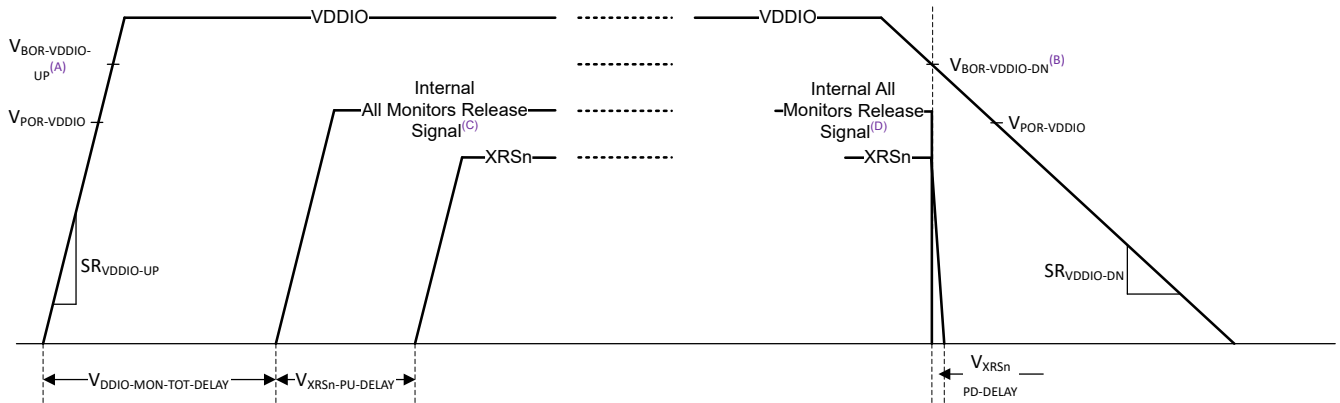 VDDIO
VDDIO
VBOR-VDDIO-
UP(A)
VBOR-VDDIO-DN(B)
Internal
All Monitors Release
Signal(C)
Internal All
Monitors Release
Signal(D)
VPOR-VDDIO
VPOR-VDDIO
XRSn
XRSn
SRVDDIO-UP
SRVDDIO-DN
VDDIO-MON-TOT-DELAY
VXRSn-PU-DELAY
VXRSn
PD-DELAY